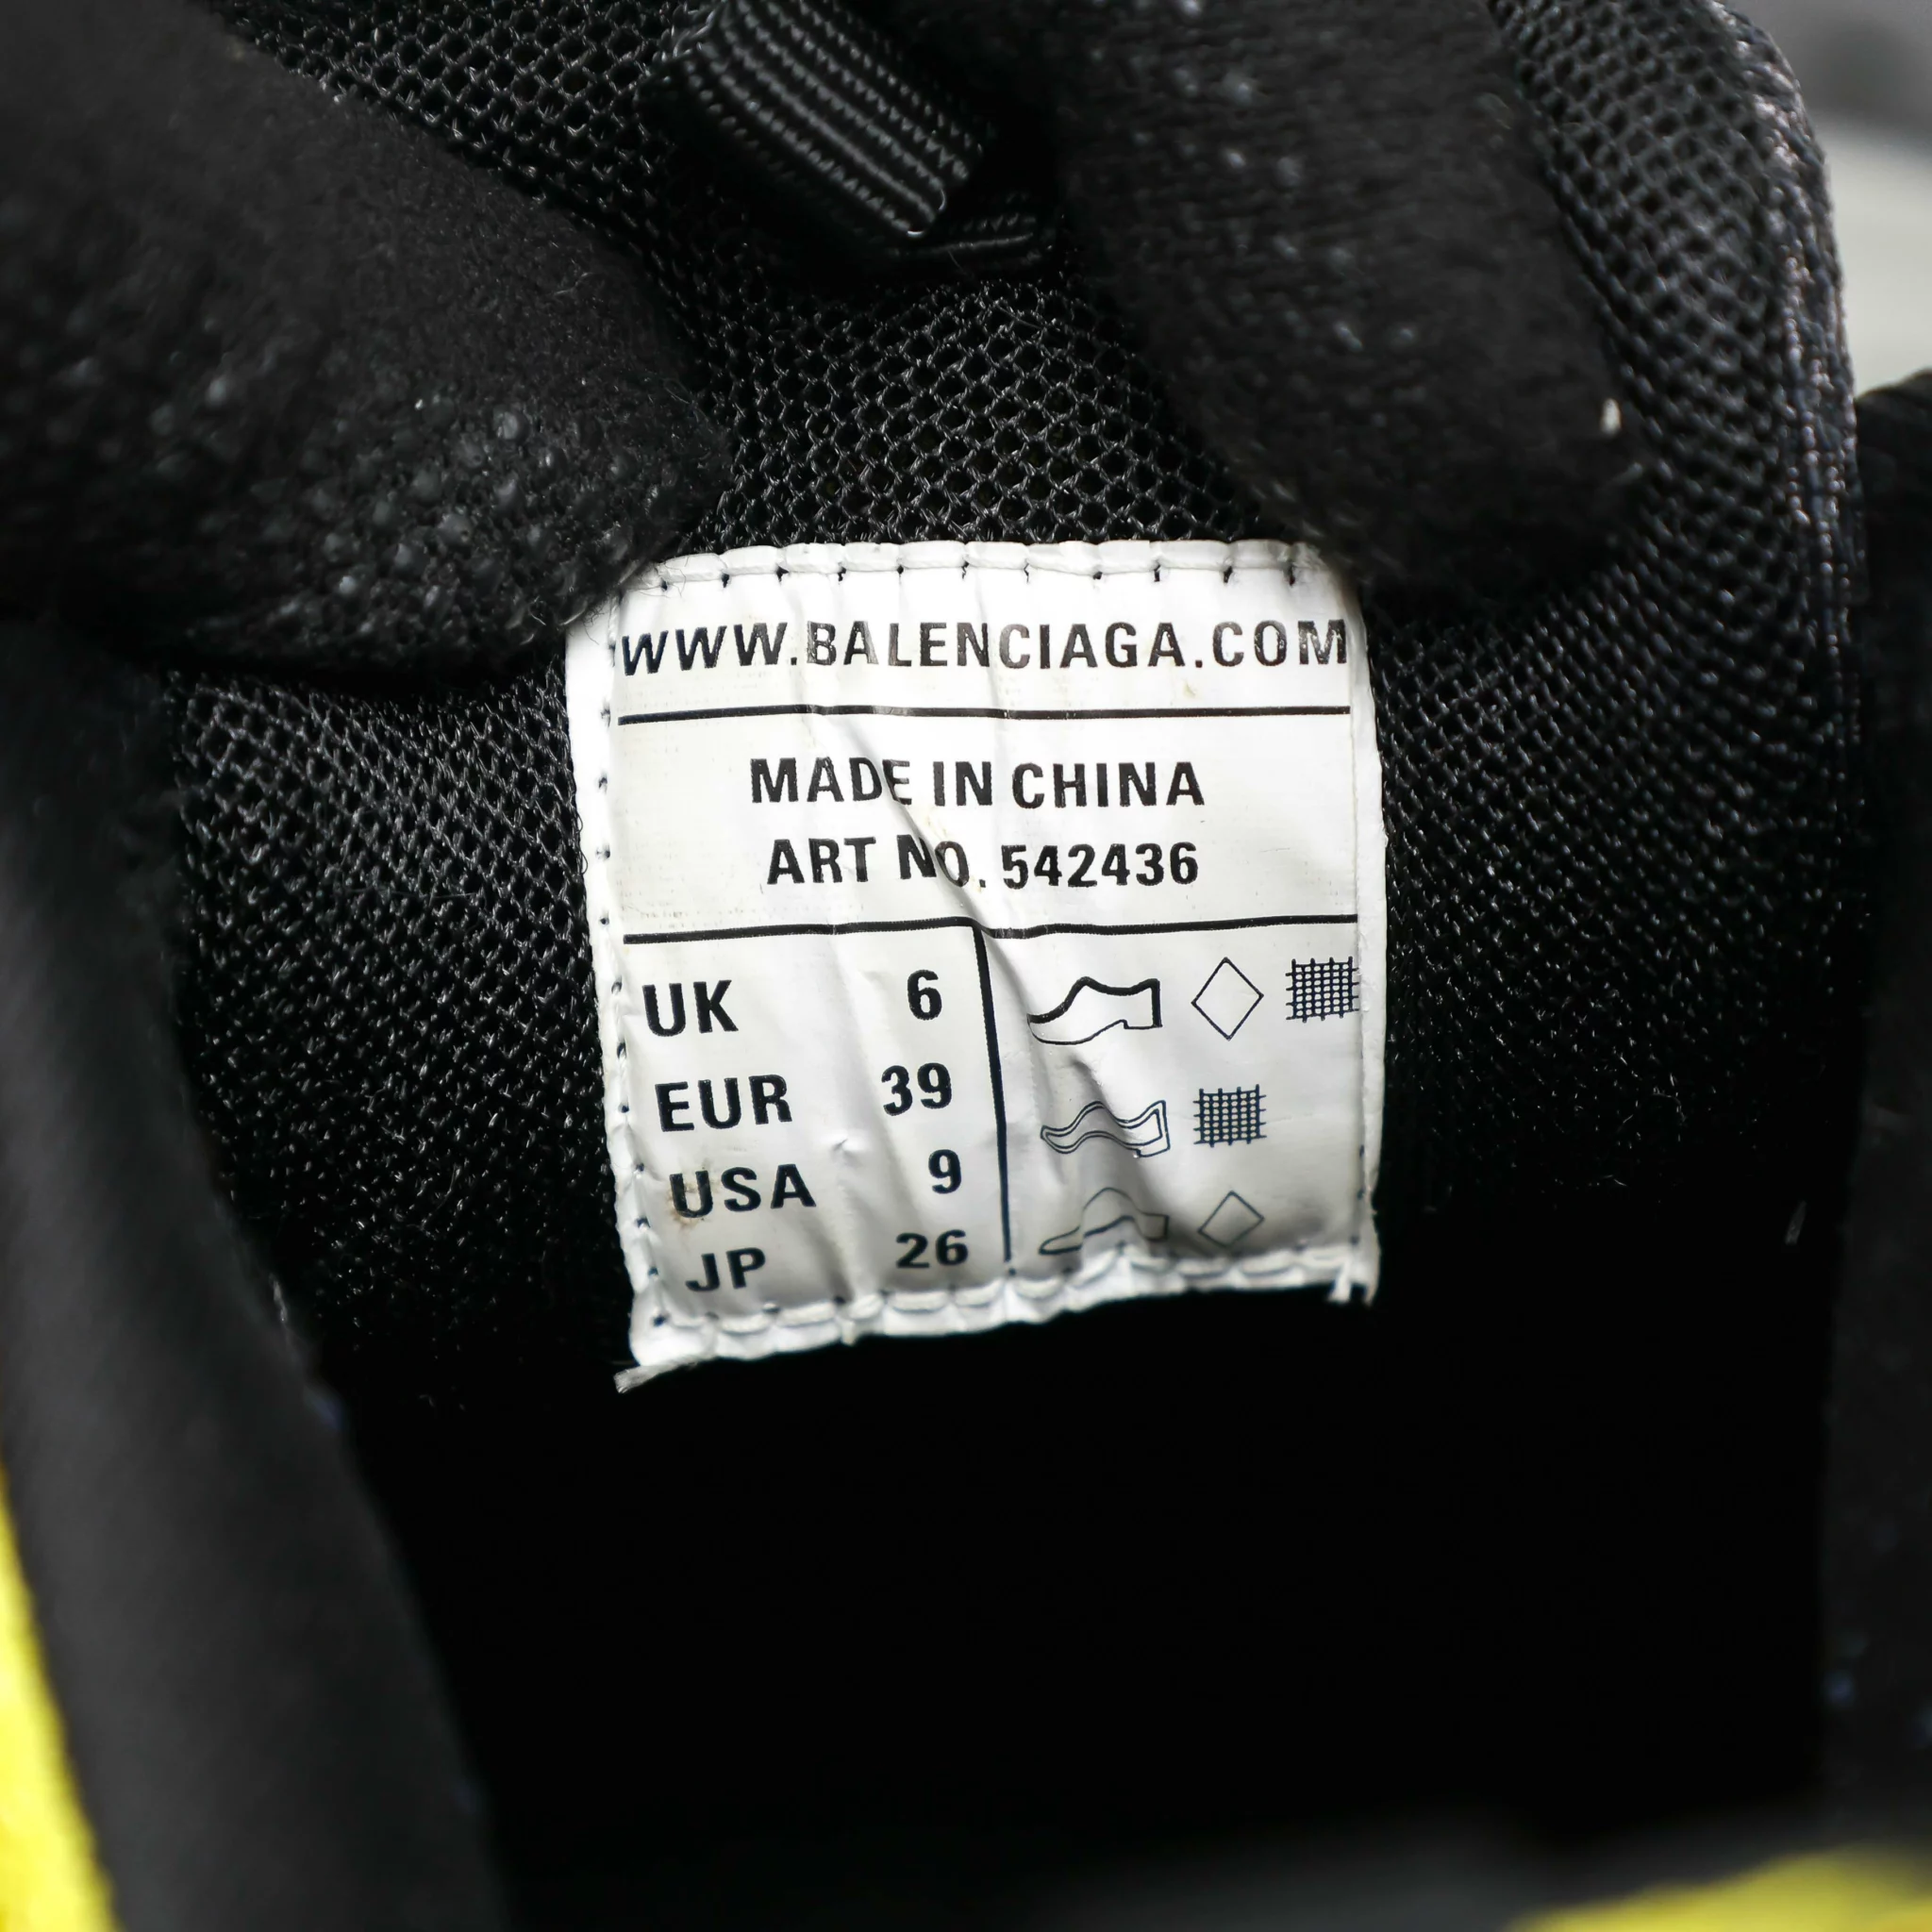 WWW.BALENCIAGA.COM
MADE IN CHINA
ART NO. 542436
UK 6
EUR 39
USA 9
JP 26